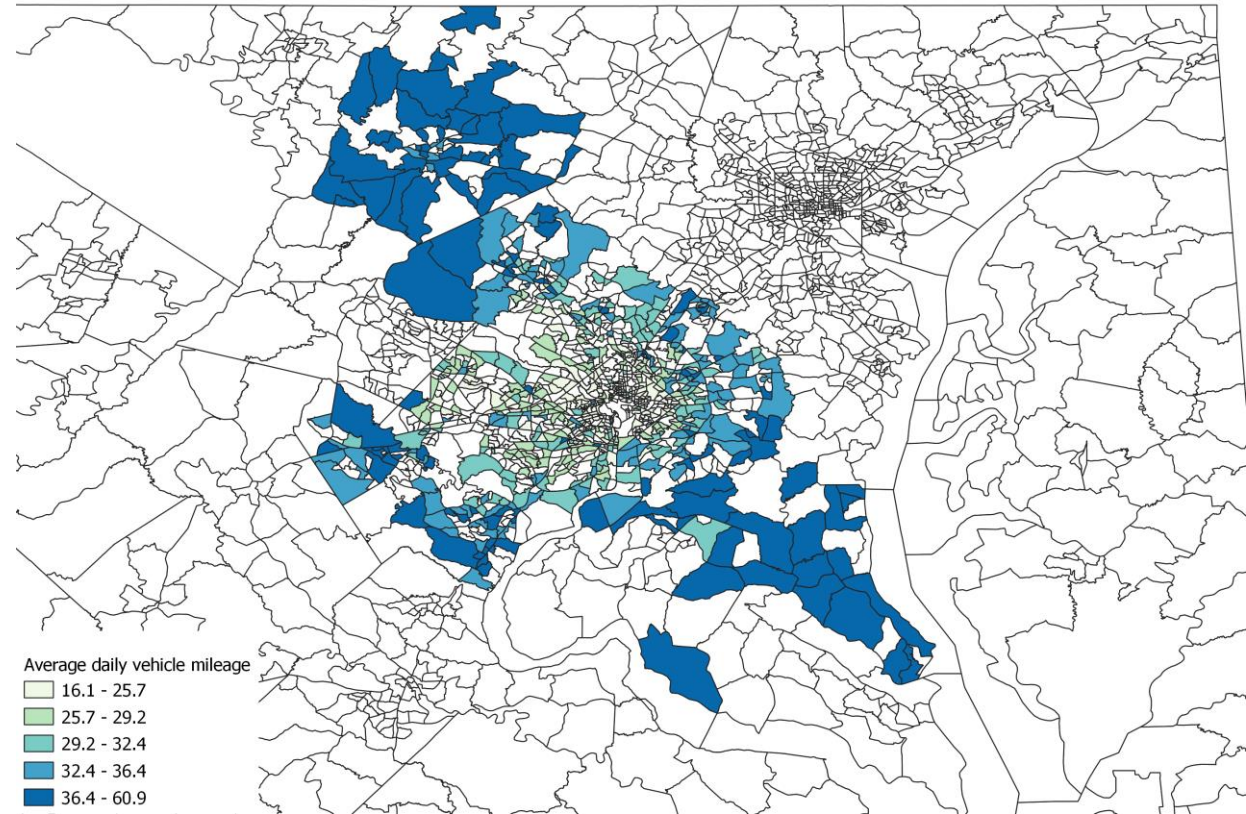 Average daily vehicle mileage
16.1 - 25.7
25.7 - 29.2
29.2 - 32.4
32.4 - 36.4
36.4 - 60.9